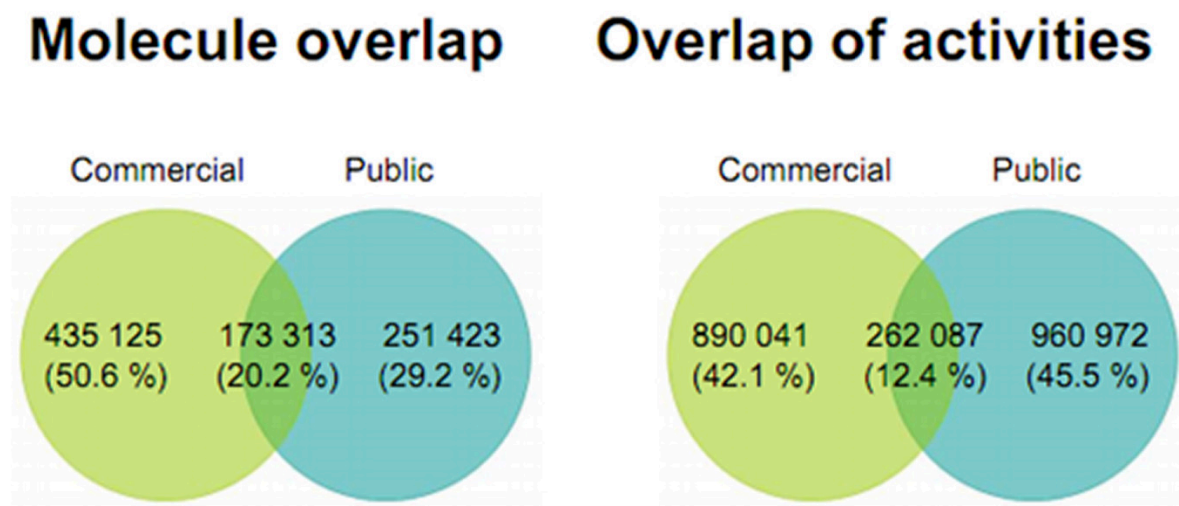 Molecule overlap
Commercial Public
435 125 173 313 251 423
(50.6 %) (20.2 %) (29.2 %)
Overlap of activities
Commercial Public
890 041 262 087 960 972
(42.1 %) (12.4 %) (45.5 %)